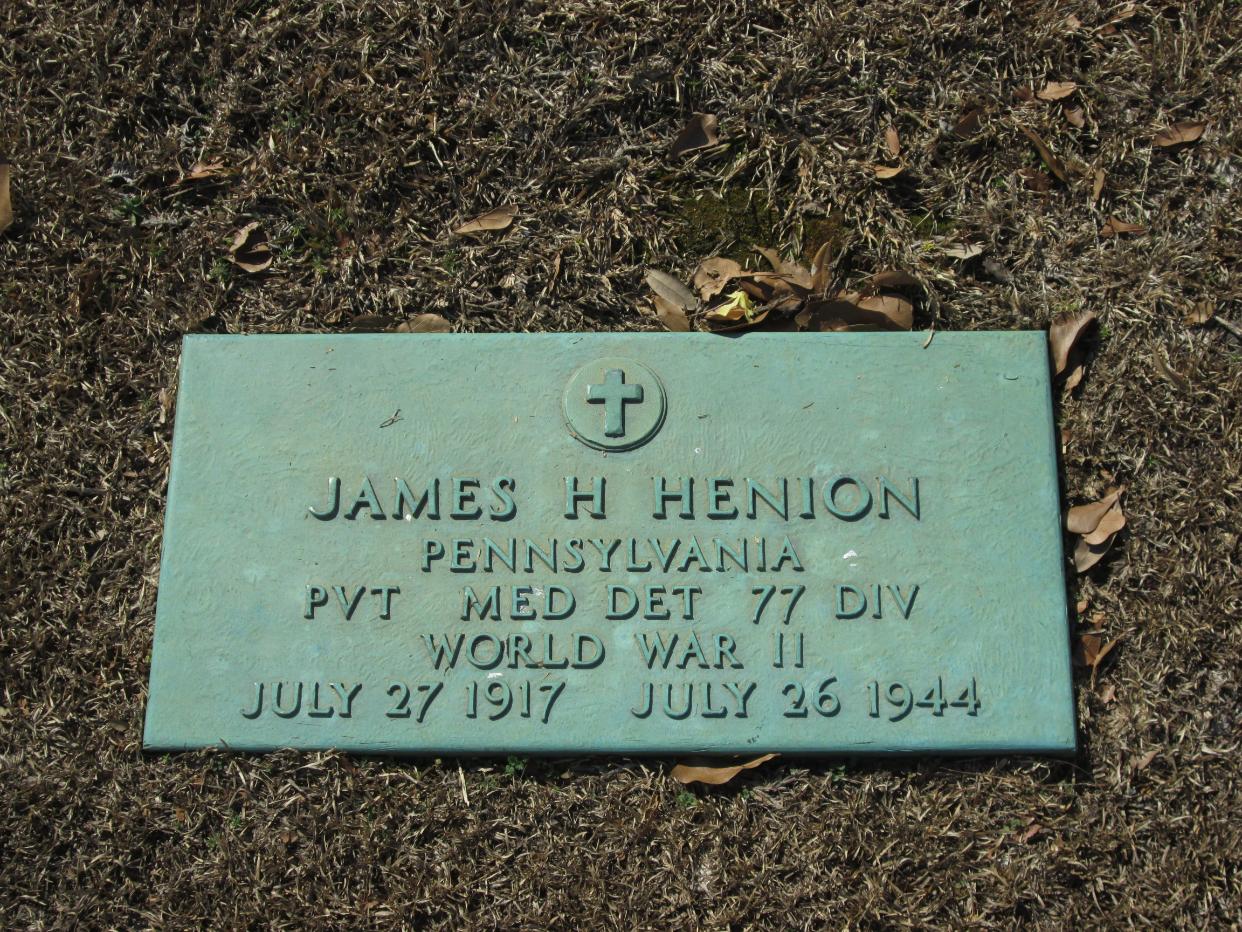 JAMES H HENION
PENNSYLVANIA
PVT MED DET 77 DIV
WORLD WAR II
JULY 27 1917 JULY 26 1944